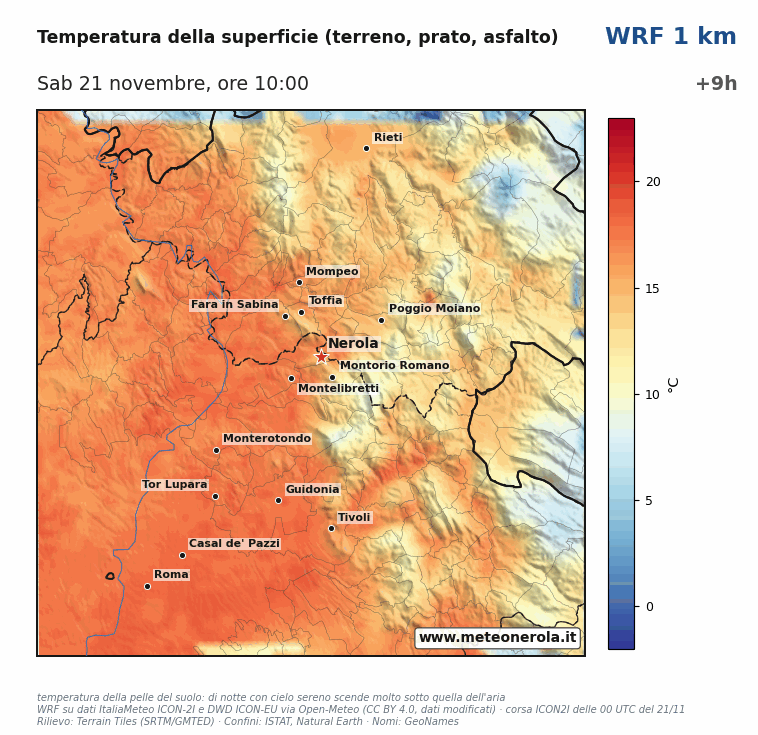 Temperatura della superficie (terreno, prato, asfalto)
WRF 1 km
Sab 21 novembre, ore 10:00
+9h
Rieti
Mompeo
Toffia
Fara in Sabina
Poggio Moiano
Nerola
Montorio Romano
Montelibretti
Monterotondo
Tor Lupara
Guidonia
Tivoli
Casal de' Pazzi
Roma
www.meteonerola.it
20
15
10
5
0
°C
temperatura della pelle del suolo: di notte con cielo sereno scende molto sotto quella dell'aria
WRF su dati ItaliaMeteo ICON-2I e DWD ICON-EU via Open-Meteo (CC BY 4.0, dati modificati) · corsa ICON2I delle 00 UTC del 21/11
Rilievo: Terrain Tiles (SRTM/GMTED) · Confini: ISTAT, Natural Earth · Nomi: GeoNames